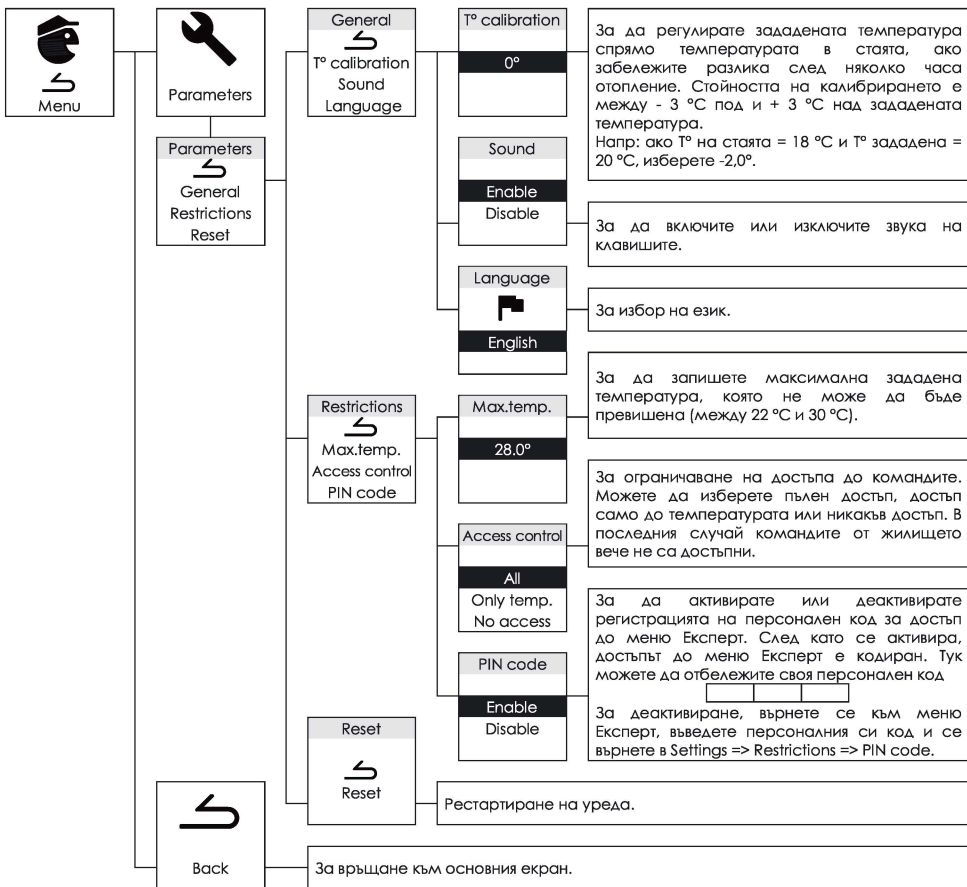 Menu
Parameters
Parameters
General
Restrictions
Reset
General
T° calibration
Sound
Language
T° calibration
0°
За да регулирате зададената температура
спрямо температурата в стаята, ако
забележите разлика след няколко часа
отопление. Стойността на калибрирането е
между - 3 °C под и + 3 °C над зададената
температура.
Напр: ако Т° на стаята = 18 °C и Т° зададена =
20 °C, изберете -2,0°.
Sound
Enable
Disable
За да включите или изключите звука на
клавишите.
Language
English
За избор на език.
Restrictions
Max.temp.
Access control
PIN code
Max.temp.
28.0°
За да запишете максимална зададена
температура, която не може да бъде
превишена (между 22 °C и 30 °C).
Access control
All
Only temp.
No access
За ограничаване на достъпа до командите.
Можете да изберете пълен достъп, достъп
само до температурата или никакъв достъп. В
последния случай командите от жилището
вече не са достъпни.
PIN code
Enable
Disable
За да активирате или деактивирате
регистрацията на персонален код за достъп
до меню Експерт. След като се активира,
достъпът до меню Експерт е кодиран. Тук
можете да отбележите своя персонален код
За деактивиране, върнете се към меню
Експерт, въведете персоналния си код и се
върнете в Settings => Restrictions => PIN code.
Reset
Reset
Рестартиране на уреда.
Back
За връщане към основния екран.